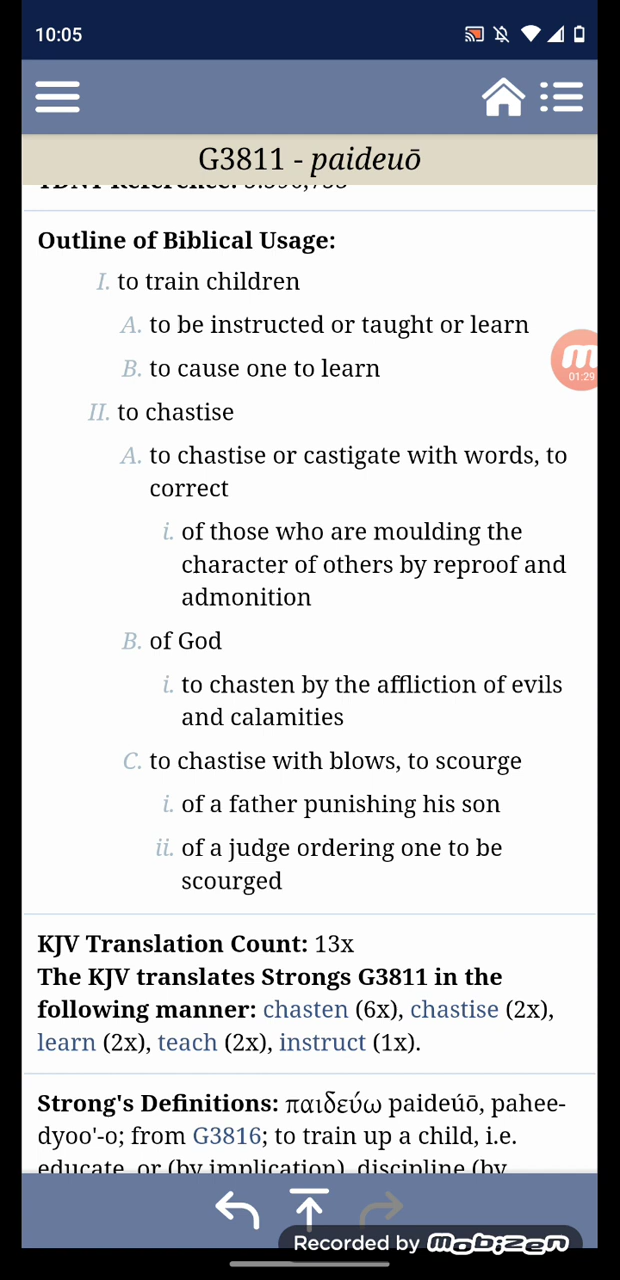 10:05
G3811 - paideuō
Outline of Biblical Usage:
I. to train children
A. to be instructed or taught or learn
B. to cause one to learn
m
01:29
II. to chastise
A. to chastise or castigate with words, to
correct
i. of those who are moulding the
character of others by reproof and
admonition
B. of God
i. to chasten by the affliction of evils
and calamities
C. to chastise with blows, to scourge
i. of a father punishing his son
ii. of a judge ordering one to be
scourged
KJV Translation Count: 13x
The KJV translates Strongs G3811 in the
following manner: chasten (6x), chastise (2x),
learn (2x), teach (2x), instruct (1x).
Strong's Definitions: παιδεύω paideúō, pahee-
dyoo'-o; from G3816; to train up a child, i.e.
educate, or (by implication), discipline (by
Recorded by mobizen